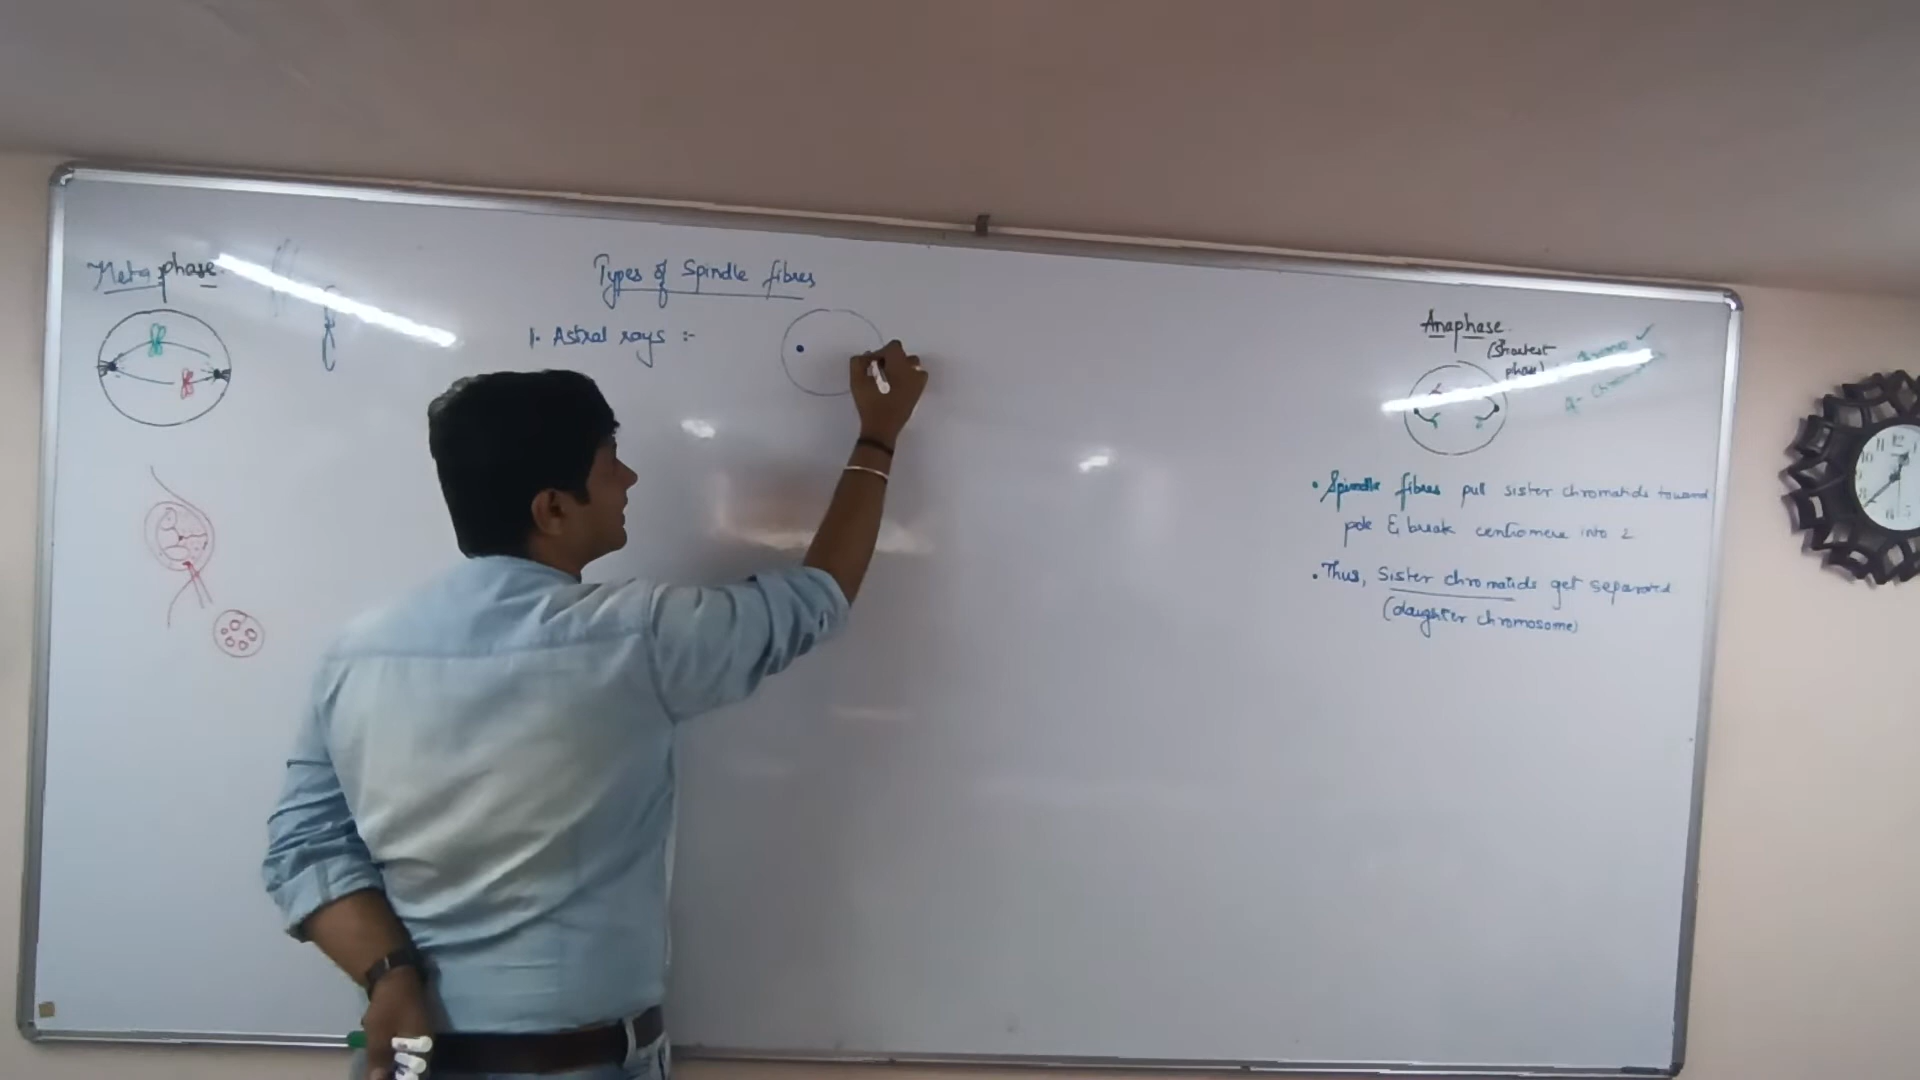 Metaphase
Types of Spindle fibres
1. Astral rays :-
Anaphase
(Shortest
phase)
• Spindle fibres pull sister chromatids toward
pole & break centromere into 2
• Thus, Sister chromatids get separated
(daughter chromosome)